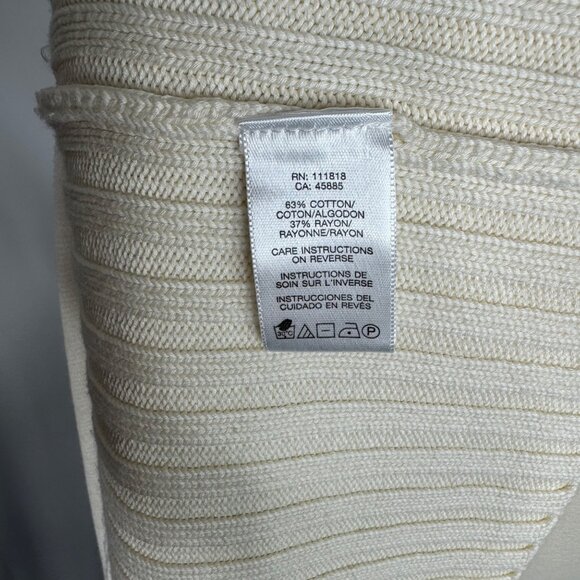 RN: 111818
CA: 45885
63% COTTON/
COTON/ALGODON
37% RAYON/
RAYONNE/RAYON
CARE INSTRUCTIONS
ON REVERSE
INSTRUCTIONS DE
SOIN SUR L'INVERSE
INSTRUCCIONES DEL
CUIDADO EN REVÉS
30°C
P